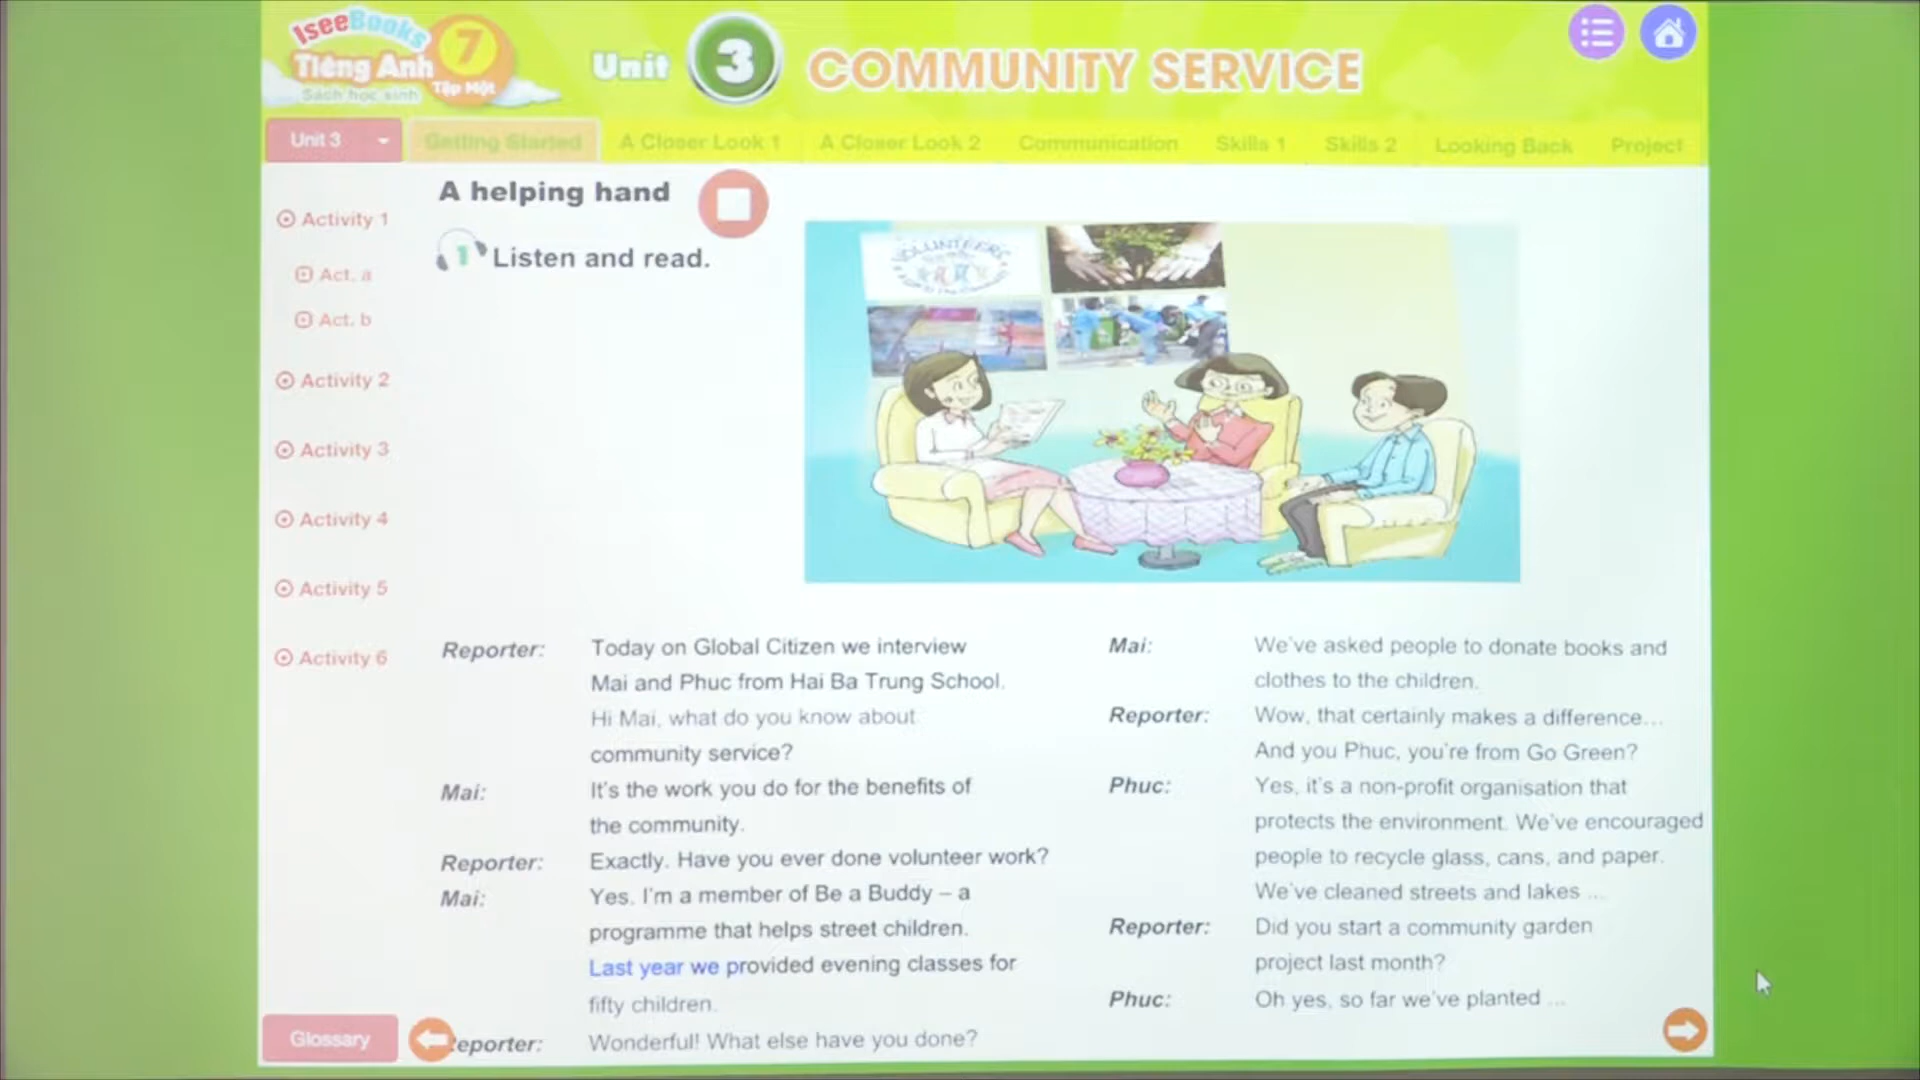 IseeBooks
Tiếng Anh 7
Sách học sinh Tập Một
Unit 3 COMMUNITY SERVICE
Unit 3
Getting Started
A Closer Look 1
A Closer Look 2
Communication
Skills 1
Skills 2
Looking Back
Project
Activity 1
Act. a
Act. b
Activity 2
Activity 3
Activity 4
Activity 5
Activity 6
Glossary
A helping hand
1 Listen and read.
VOLUNTEERS
Reporter: Today on Global Citizen we interview
Mai and Phuc from Hai Ba Trung School.
Hi Mai, what do you know about
community service?
Mai: It's the work you do for the benefits of
the community.
Reporter: Exactly. Have you ever done volunteer work?
Mai: Yes. I'm a member of Be a Buddy – a
programme that helps street children.
Last year we provided evening classes for
fifty children.
eporter: Wonderful! What else have you done?
Mai: We've asked people to donate books and
clothes to the children.
Reporter: Wow, that certainly makes a difference...
And you Phuc, you're from Go Green?
Phuc: Yes, it's a non-profit organisation that
protects the environment. We've encouraged
people to recycle glass, cans, and paper.
We've cleaned streets and lakes ...
Reporter: Did you start a community garden
project last month?
Phuc: Oh yes, so far we've planted ...